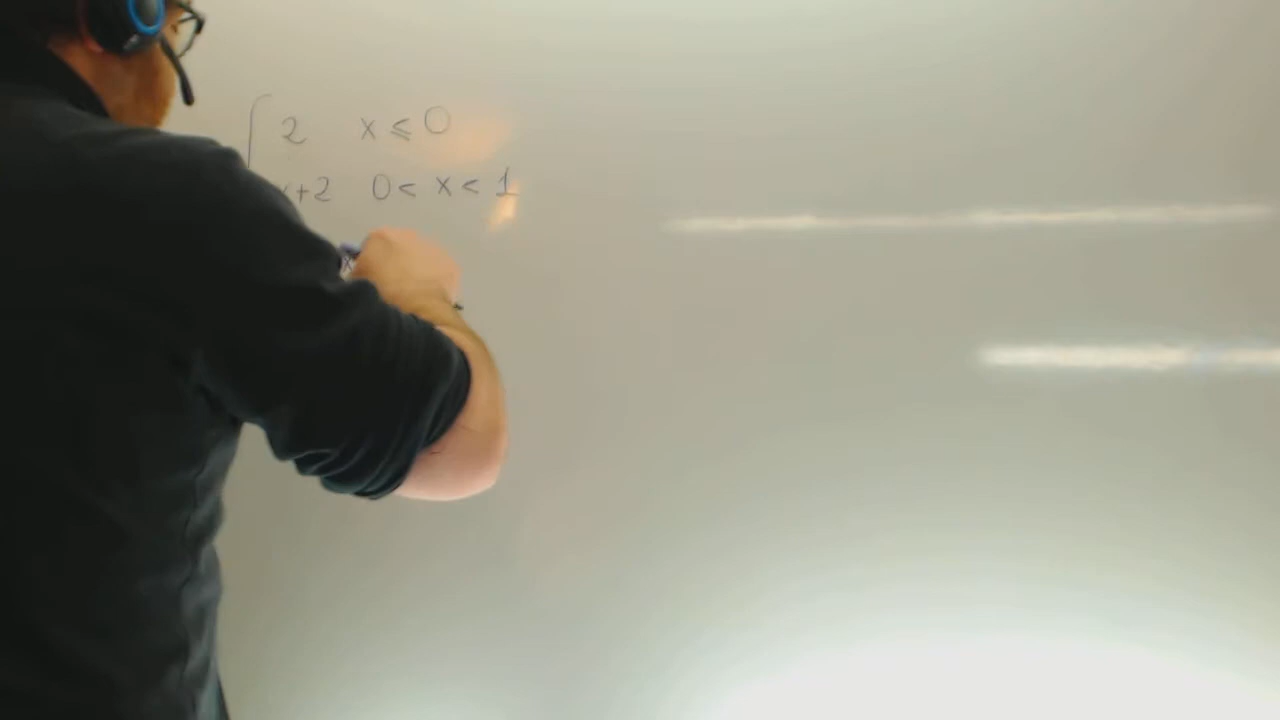 2 x ⩽ 0
x+2 0 < x < 1